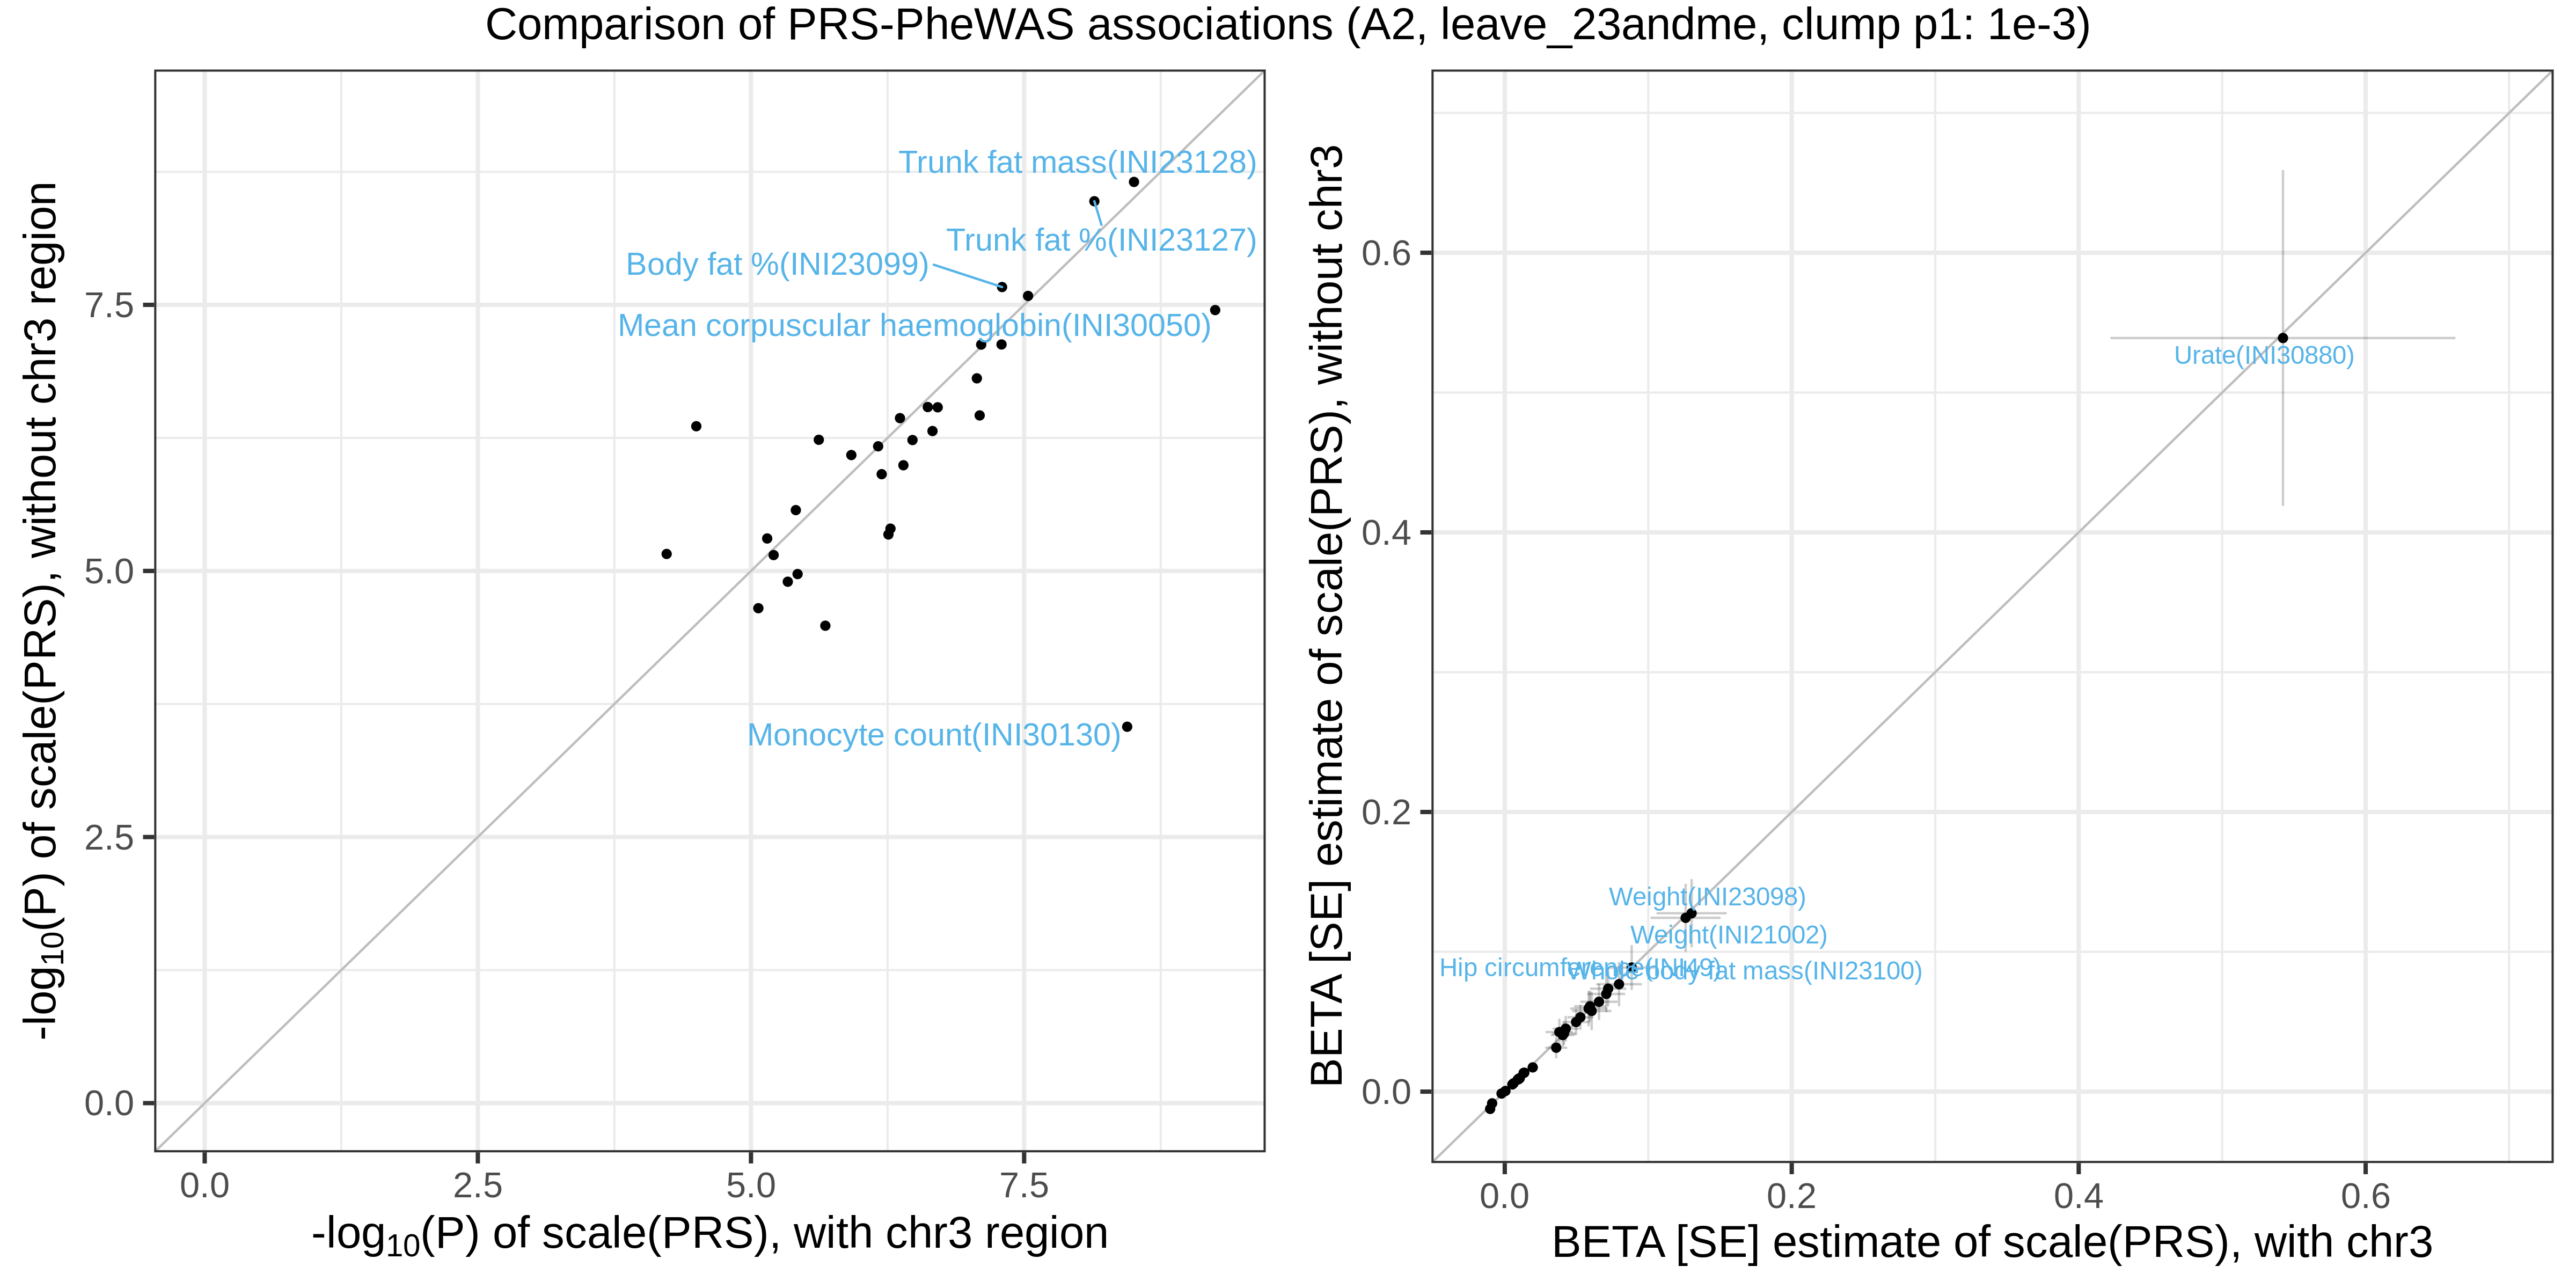 Comparison of PRS-PheWAS associations (A2, leave_23andme, clump p1: 1e-3)
-log10(P) of scale(PRS), without chr3 region
7.5
5.0
2.5
0.0
Trunk fat mass(INI23128)
Trunk fat %(INI23127)
Body fat %(INI23099)
Mean corpuscular haemoglobin(INI30050)
Monocyte count(INI30130)
0.0 2.5 5.0 7.5
-log10(P) of scale(PRS), with chr3 region
BETA [SE] estimate of scale(PRS), without chr3
0.6
0.4
0.2
0.0
Urate(INI30880)
Weight(INI23098)
Weight(INI21002)
Hip circumference(INI49)
Whole body fat mass(INI23100)
0.0 0.2 0.4 0.6
BETA [SE] estimate of scale(PRS), with chr3